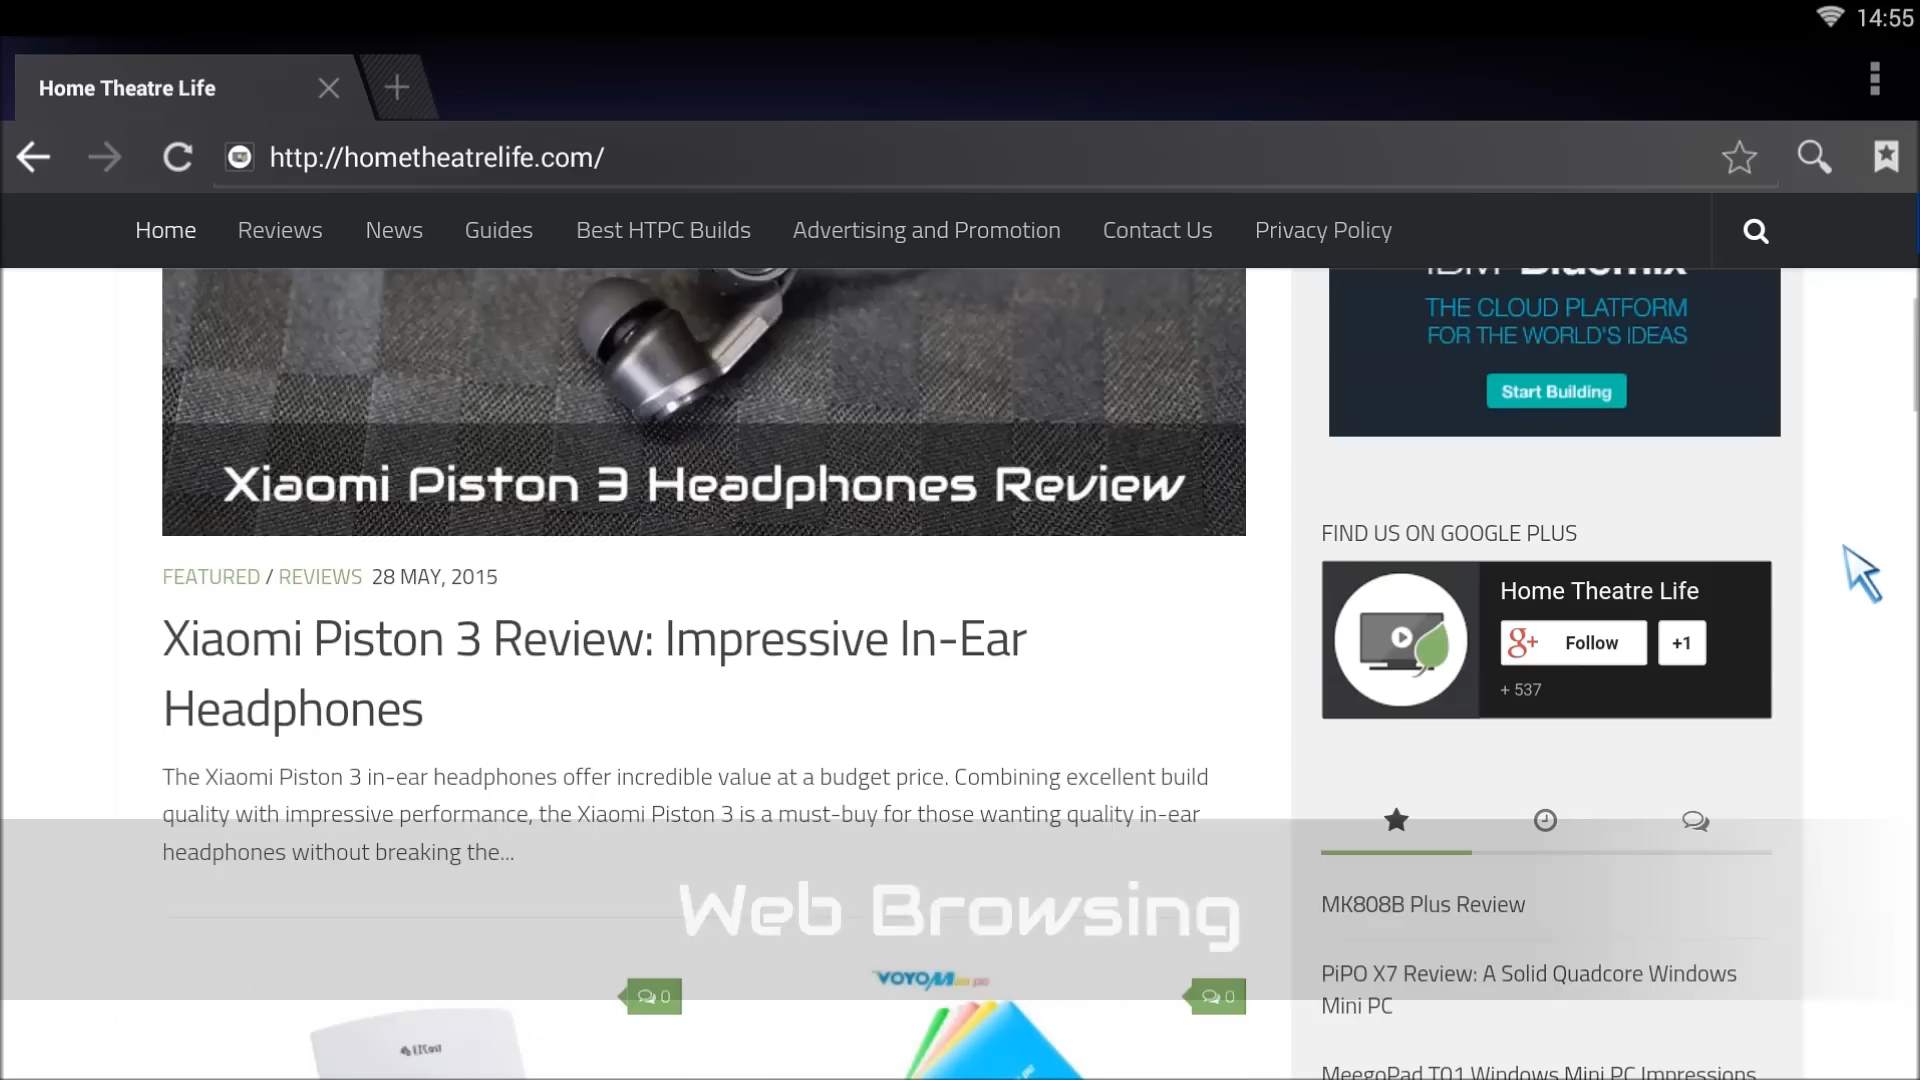 14:55
Home Theatre Life
http://hometheatrelife.com/
Home Reviews News Guides Best HTPC Builds Advertising and Promotion Contact Us Privacy Policy
IBM Bluemix
THE CLOUD PLATFORM
FOR THE WORLD'S IDEAS
Start Building
Xiaomi Piston 3 Headphones Review
FEATURED / REVIEWS 28 MAY, 2015
Xiaomi Piston 3 Review: Impressive In-Ear
Headphones
The Xiaomi Piston 3 in-ear headphones offer incredible value at a budget price. Combining excellent build
quality with impressive performance, the Xiaomi Piston 3 is a must-buy for those wanting quality in-ear
headphones without breaking the...
FIND US ON GOOGLE PLUS
Home Theatre Life
g+ Follow +1
+ 537
Web Browsing
MK808B Plus Review
PiPO X7 Review: A Solid Quadcore Windows
Mini PC
MeegoPad T01 Windows Mini PC Impressions
0
VOYO
0
EZCast